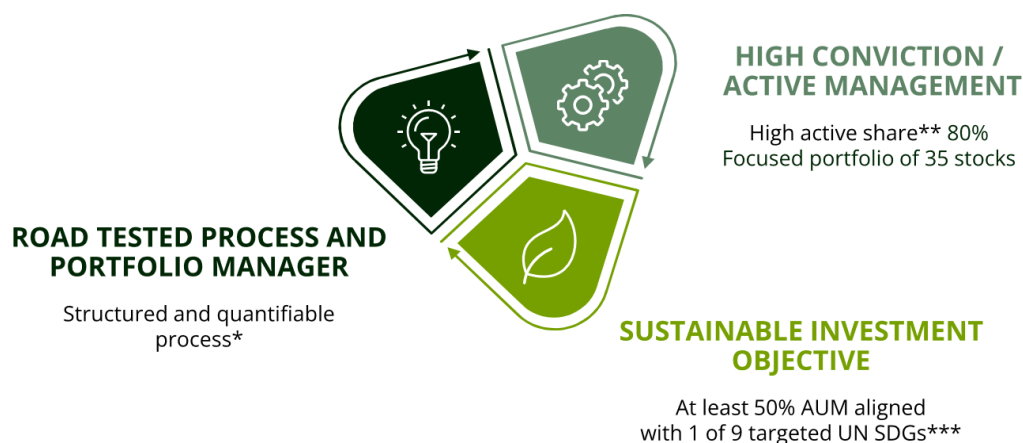 HIGH CONVICTION /
ACTIVE MANAGEMENT
High active share** 80%
Focused portfolio of 35 stocks
ROAD TESTED PROCESS AND
PORTFOLIO MANAGER
Structured and quantifiable
process*
SUSTAINABLE INVESTMENT
OBJECTIVE
At least 50% AUM aligned
with 1 of 9 targeted UN SDGs***